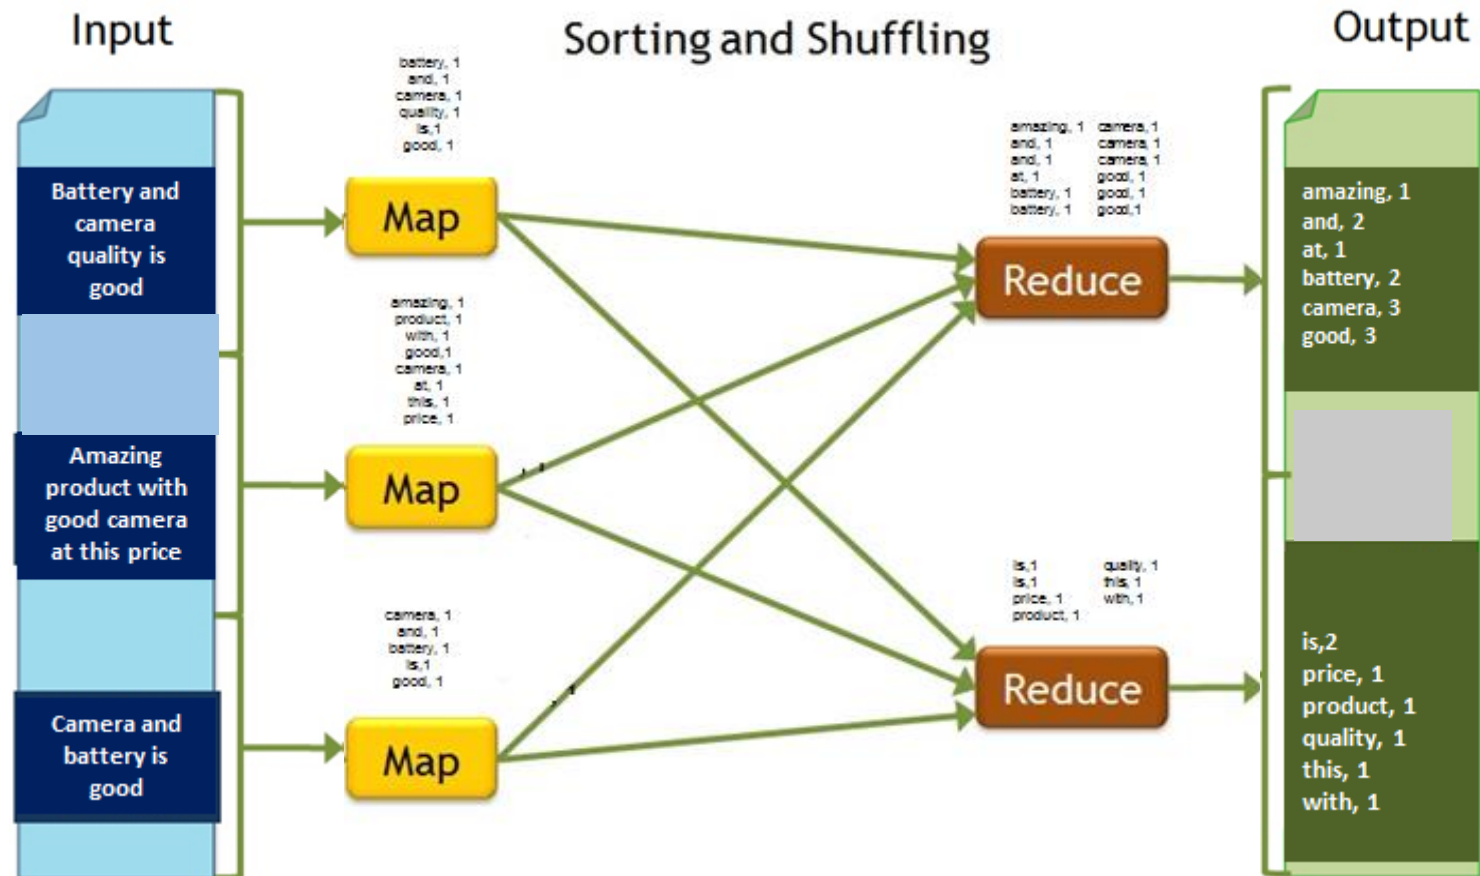 Input
Sorting and Shuffling
Output
Battery and
camera
quality is
good
Amazing
product with
good camera
at this price
Camera and
battery is
good
battery, 1
and, 1
camera, 1
quality, 1
is,1
good, 1
Map
amazing, 1
product, 1
with, 1
good,1
camera, 1
at, 1
this, 1
price, 1
Map
camera, 1
and, 1
battery, 1
is,1
good, 1
Map
amazing, 1 camera,1
and, 1 camera, 1
and, 1 camera, 1
at, 1 good, 1
battery, 1 good, 1
battery, 1 good,1
Reduce
is,1 quality, 1
is,1 this, 1
price, 1 with,1
product, 1
Reduce
amazing, 1
and, 2
at, 1
battery, 2
camera, 3
good, 3
is,2
price, 1
product, 1
quality, 1
this, 1
with, 1